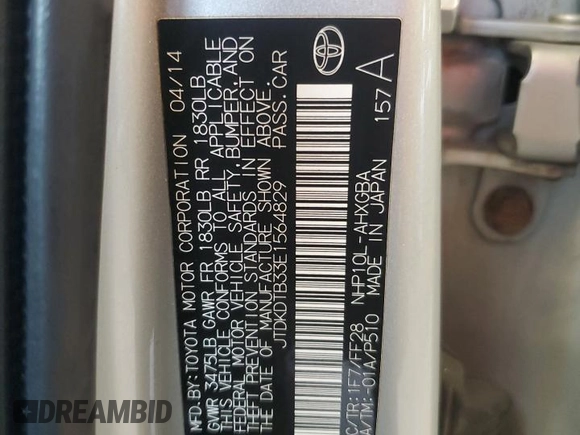 MFD.BY:TOYOTA MOTOR CORPORATION 04/14
GVWR 3475LB GAWR FR 1830LB RR 1830LB
THIS VEHICLE CONFORMS TO ALL APPLICABLE
FEDERAL MOTOR VEHICLE SAFETY, BUMPER, AND
THEFT PREVENTION STANDARDS IN EFFECT ON
THE DATE OF MANUFACTURE SHOWN ABOVE.
JTDKDTB33E1564829 PASS.CAR
C/TR:1F7/FF28 NHP10L-AHXGBA
A/TM:-01A/P510 MADE IN JAPAN
157A
DREAMBID